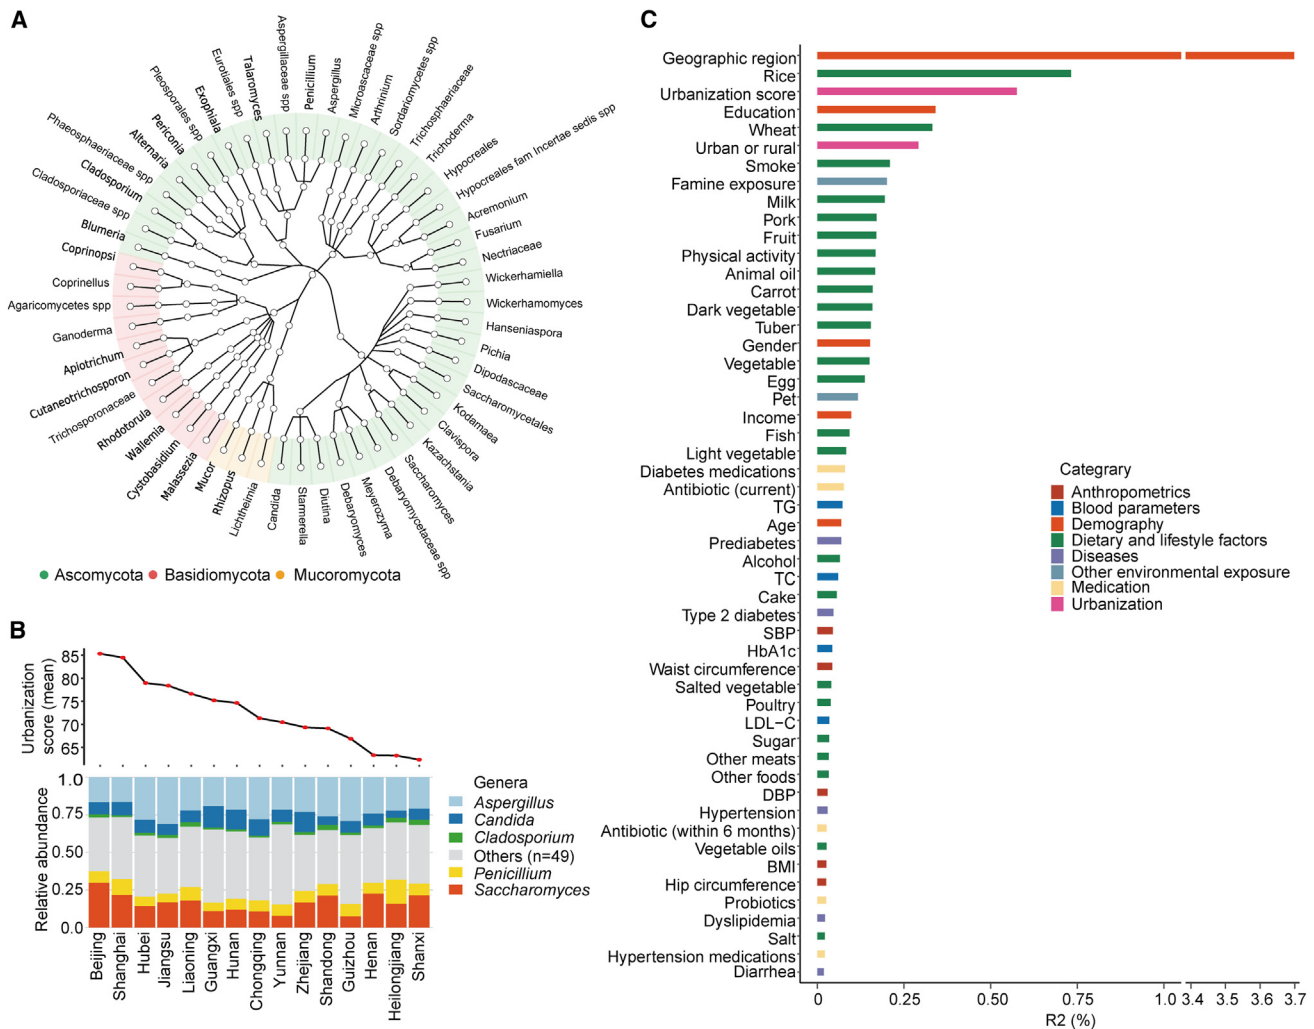 A
Aspergillaceae spp
Penicillium
Aspergillus
Microascaceae spp
Arthrinium
Sordariomycetes spp
Trichosphaeriaceae
Trichoderma
Hypocreales
Hypocreales fam Incertae sedis spp
Acremonium
Fusarium
Nectriaceae
Wickerhamiella
Wickerhamomyces
Hanseniaspora
Pichia
Dipodascaceae
Saccharomycetales
Kodamaea
Clavispora
Kazachstania
Saccharomyces
Debaryomycetaceae spp
Meyerozyma
Debaryomyces
Diutina
Starmerella
Candida
Lichtheimia
Rhizopus
Mucor
Malassezia
Cystobasidium
Wallemia
Rhodotorula
Trichosporonaceae
Cutaneotrichosporon
Apiotrichum
Ganoderma
Agaricomycetes spp
Coprinellus
Coprinopsi
Blumeria
Cladosporiaceae spp
Cladosporium
Phaeosphaeriaceae spp
Alternaria
Periconia
Pleosporales spp
Exophiala
Eurotiales spp
Talaromyces
Ascomycota Basidiomycota Mucoromycota
B
Urbanization
score (mean)
85
80
75
70
65
Relative abundance
1.0
0.75
0.50
0.25
0.0
Beijing
Shanghai
Hubei
Jiangsu
Liaoning
Guangxi
Hunan
Chongqing
Yunnan
Zhejiang
Shandong
Guizhou
Henan
Heilongjiang
Shanxi
Genera
Aspergillus
Candida
Cladosporium
Others (n=49)
Penicillium
Saccharomyces
C
Geographic region
Rice
Urbanization score
Education
Wheat
Urban or rural
Smoke
Famine exposure
Milk
Pork
Fruit
Physical activity
Animal oil
Carrot
Dark vegetable
Tuber
Gender
Vegetable
Egg
Pet
Income
Fish
Light vegetable
Diabetes medications
Antibiotic (current)
TG
Age
Prediabetes
Alcohol
TC
Cake
Type 2 diabetes
SBP
HbA1c
Waist circumference
Salted vegetable
Poultry
LDL−C
Sugar
Other meats
Other foods
DBP
Hypertension
Antibiotic (within 6 months)
Vegetable oils
BMI
Hip circumference
Probiotics
Dyslipidemia
Salt
Hypertension medications
Diarrhea
0 0.25 0.50 0.75 1.0 3.4 3.5 3.6 3.7
R2 (%)
Categrary
Anthropometrics
Blood parameters
Demography
Dietary and lifestyle factors
Diseases
Other environmental exposure
Medication
Urbanization